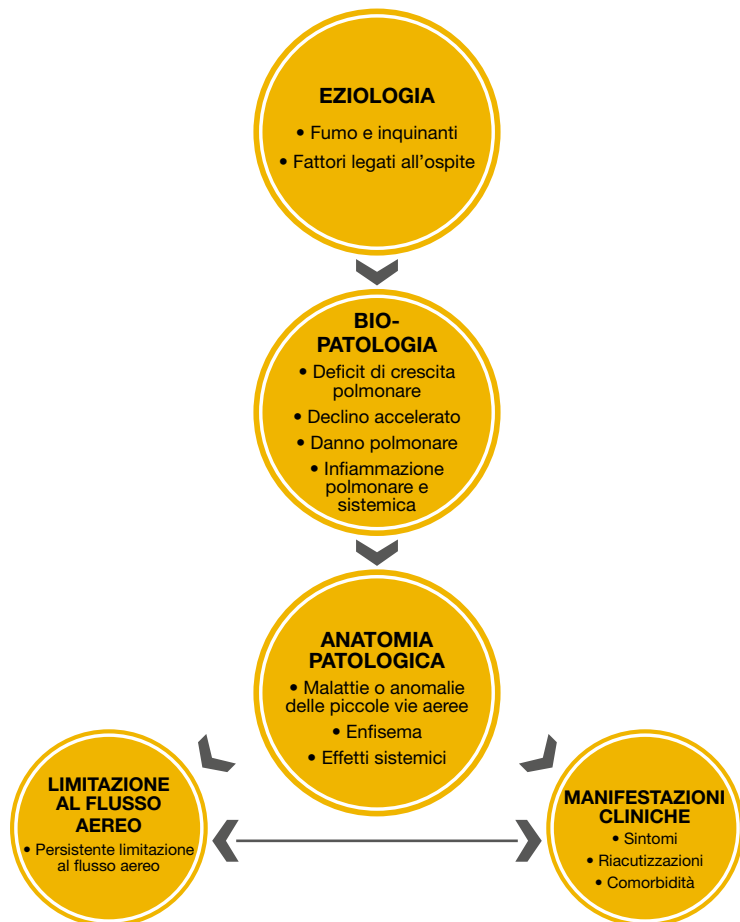 EZIOLOGIA
• Fumo e inquinanti
• Fattori legati all'ospite
BIO-
PATOLOGIA
• Deficit di crescita
polmonare
• Declino accelerato
• Danno polmonare
• Infiammazione
polmonare e
sistemica
ANATOMIA
PATOLOGICA
• Malattie o anomalie
delle piccole vie aeree
• Enfisema
• Effetti sistemici
LIMITAZIONE
AL FLUSSO
AEREO
• Persistente limitazione
al flusso aereo
MANIFESTAZIONI
CLINICHE
• Sintomi
• Riacutizzazioni
• Comorbidità